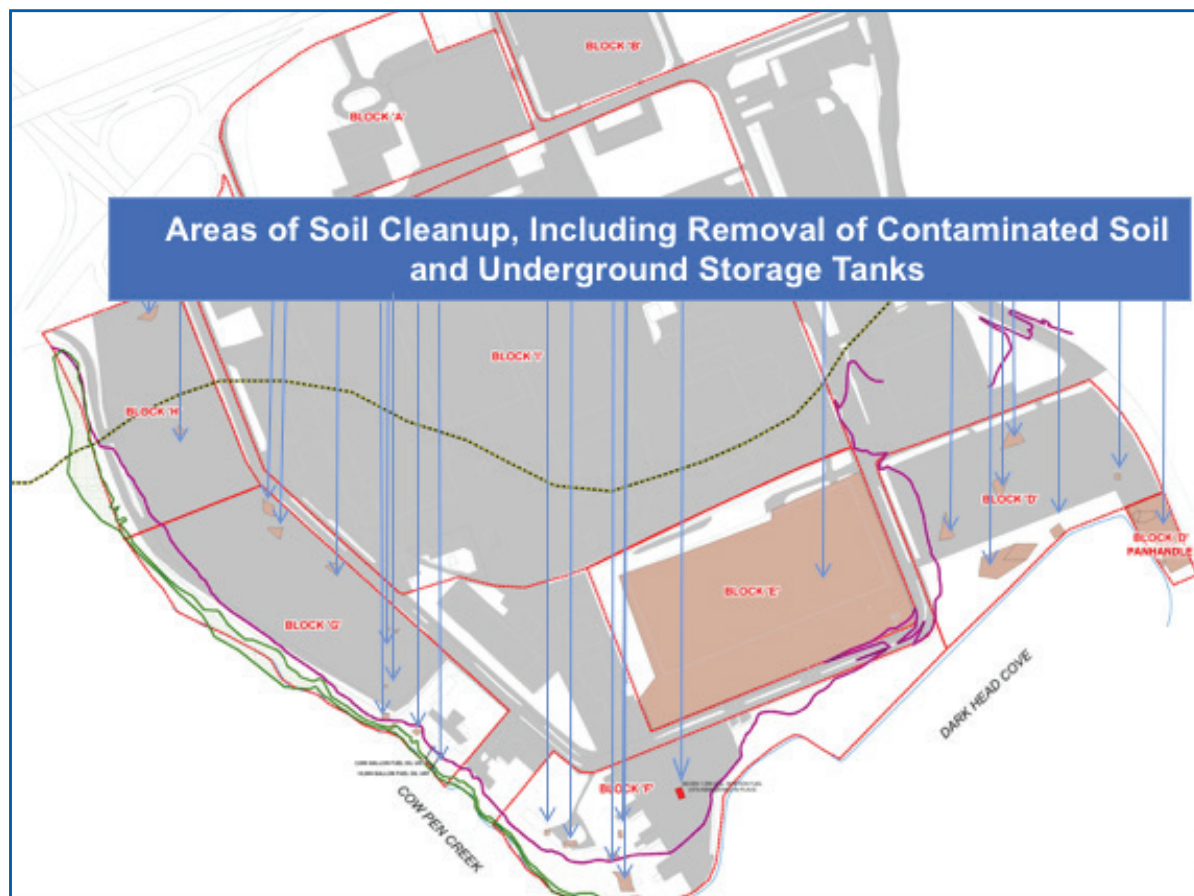 BLOCK 'B'
BLOCK 'A'
Areas of Soil Cleanup, Including Removal of Contaminated Soil
and Underground Storage Tanks
BLOCK 'I'
BLOCK 'H'
BLOCK 'D'
BLOCK 'D'
PANHANDLE
BLOCK 'E'
BLOCK 'G'
DARK HEAD COVE
BLOCK 'F'
COW PEN CREEK